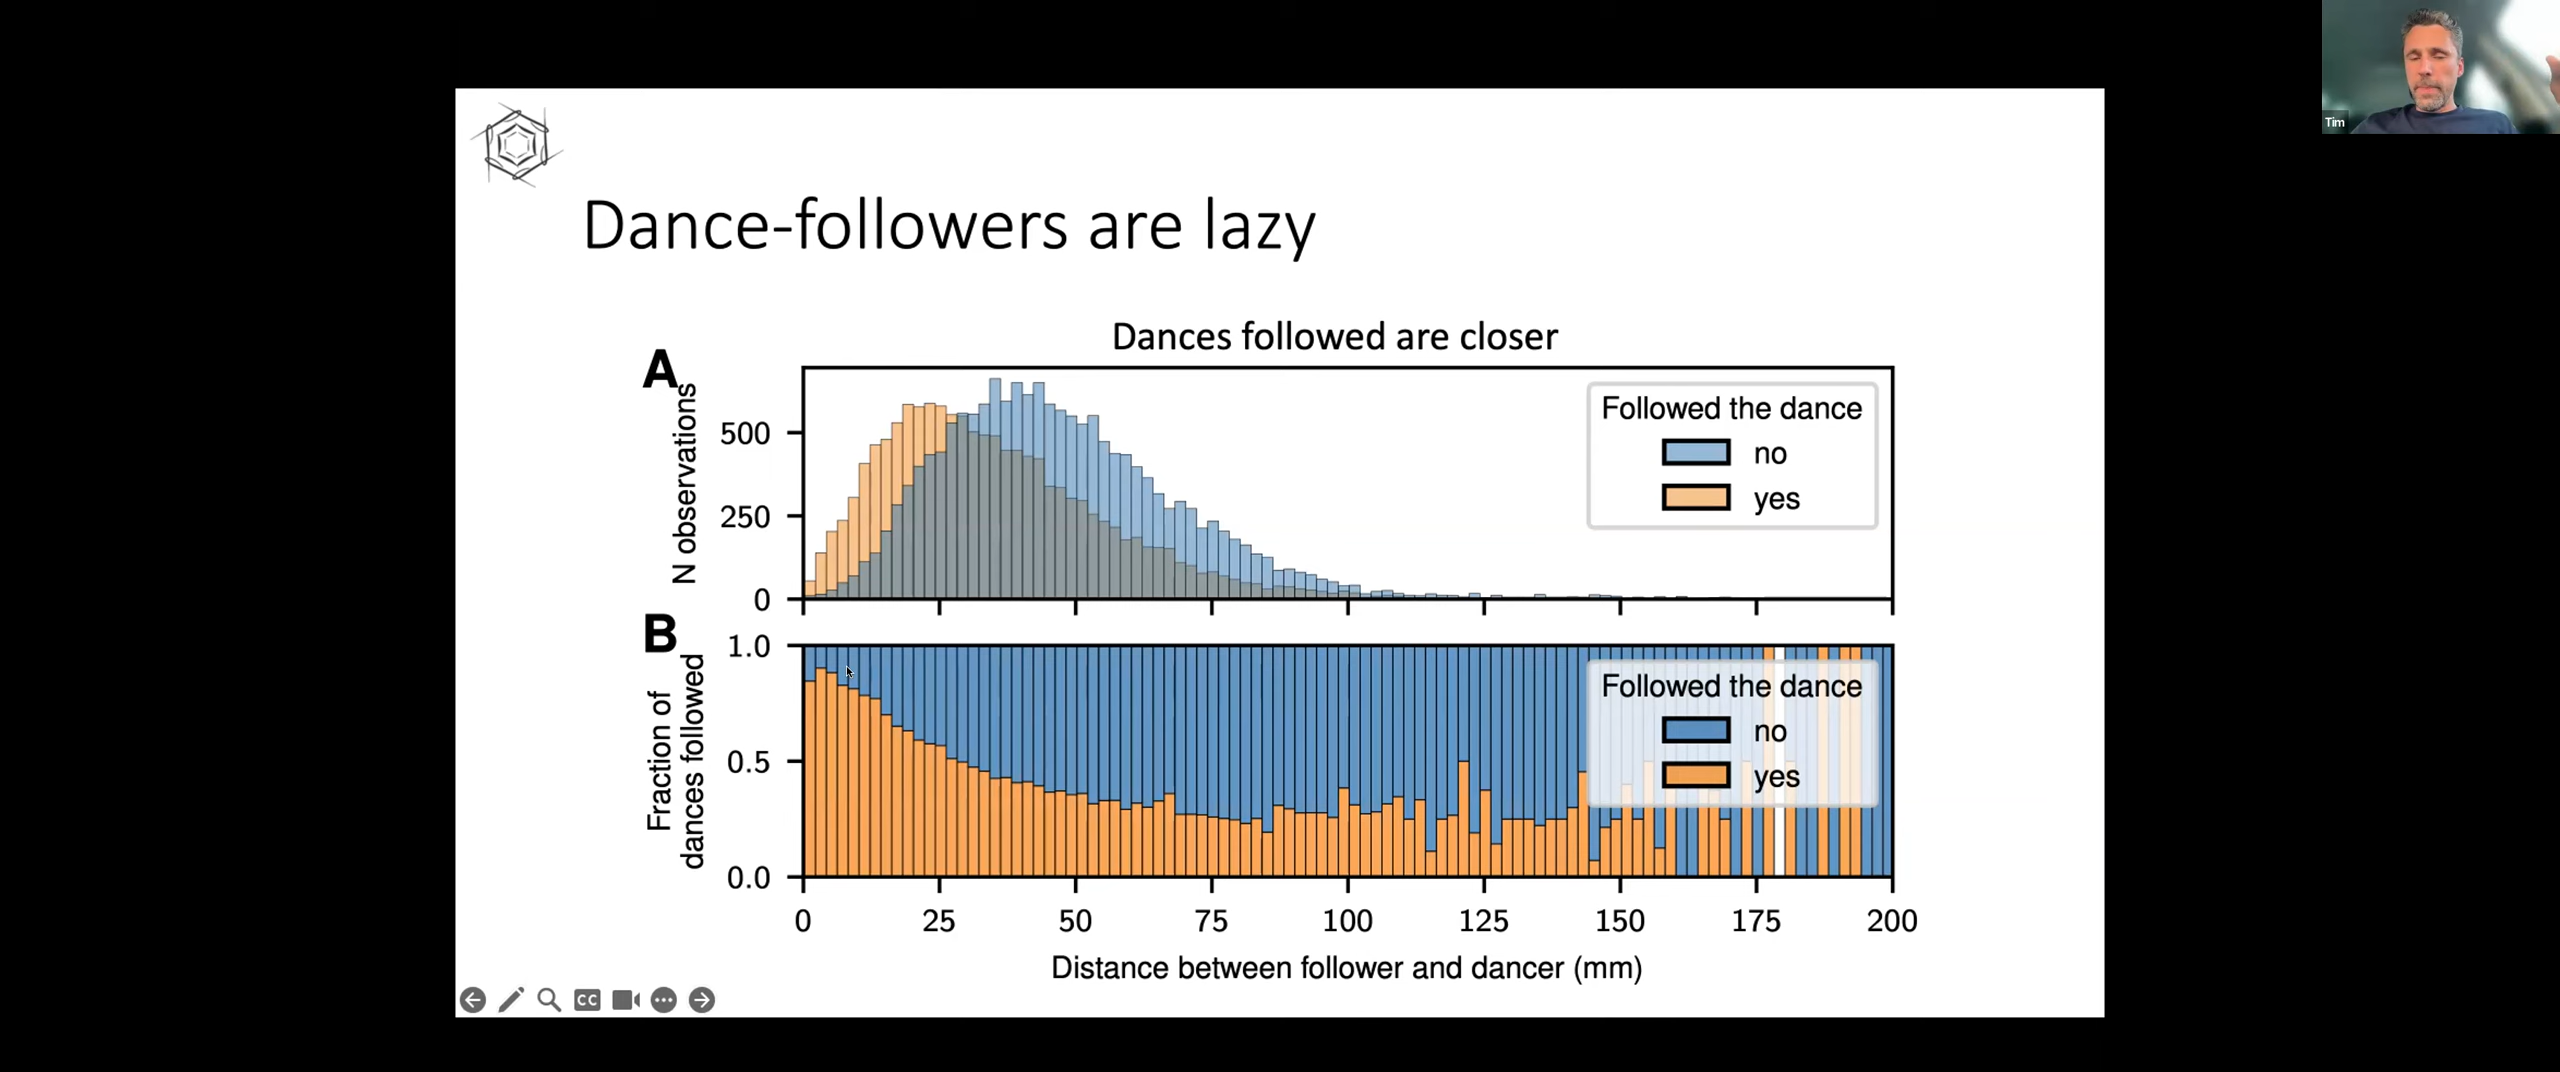 Tim
Dance-followers are lazy
Dances followed are closer
A
N observations
500
250
0
Followed the dance
no
yes
B
Fraction of
dances followed
1.0
0.5
0.0
Followed the dance
no
yes
0 25 50 75 100 125 150 175 200
Distance between follower and dancer (mm)
CC